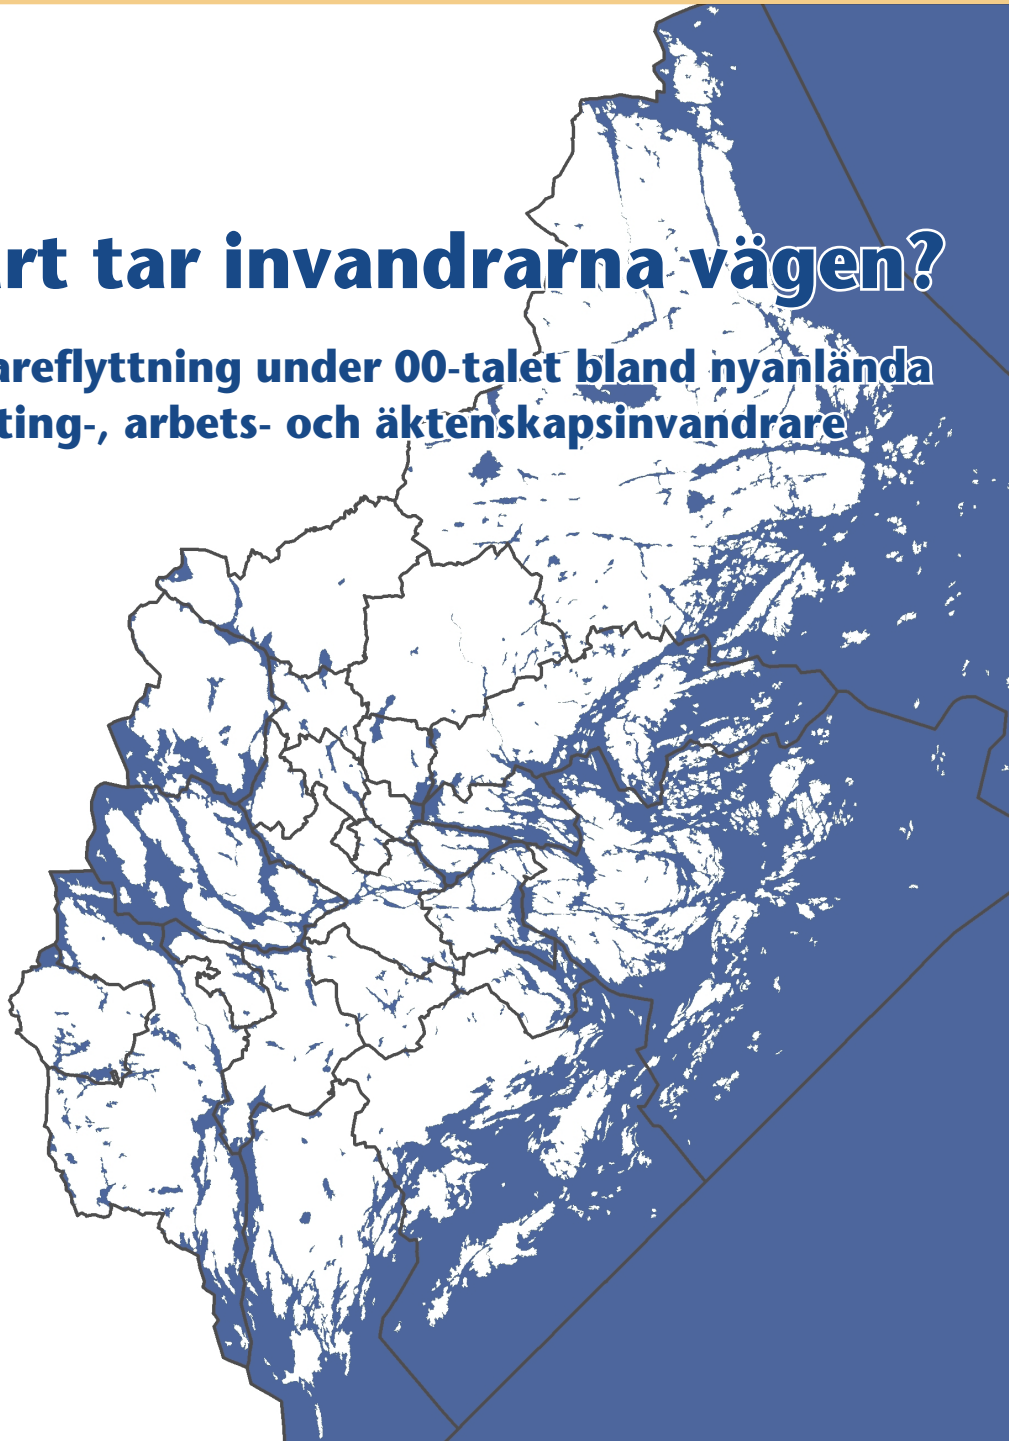 rt tar invandrarna vägen?
areflyttning under 00-talet bland nyanlända
ting-, arbets- och äktenskapsinvandrare